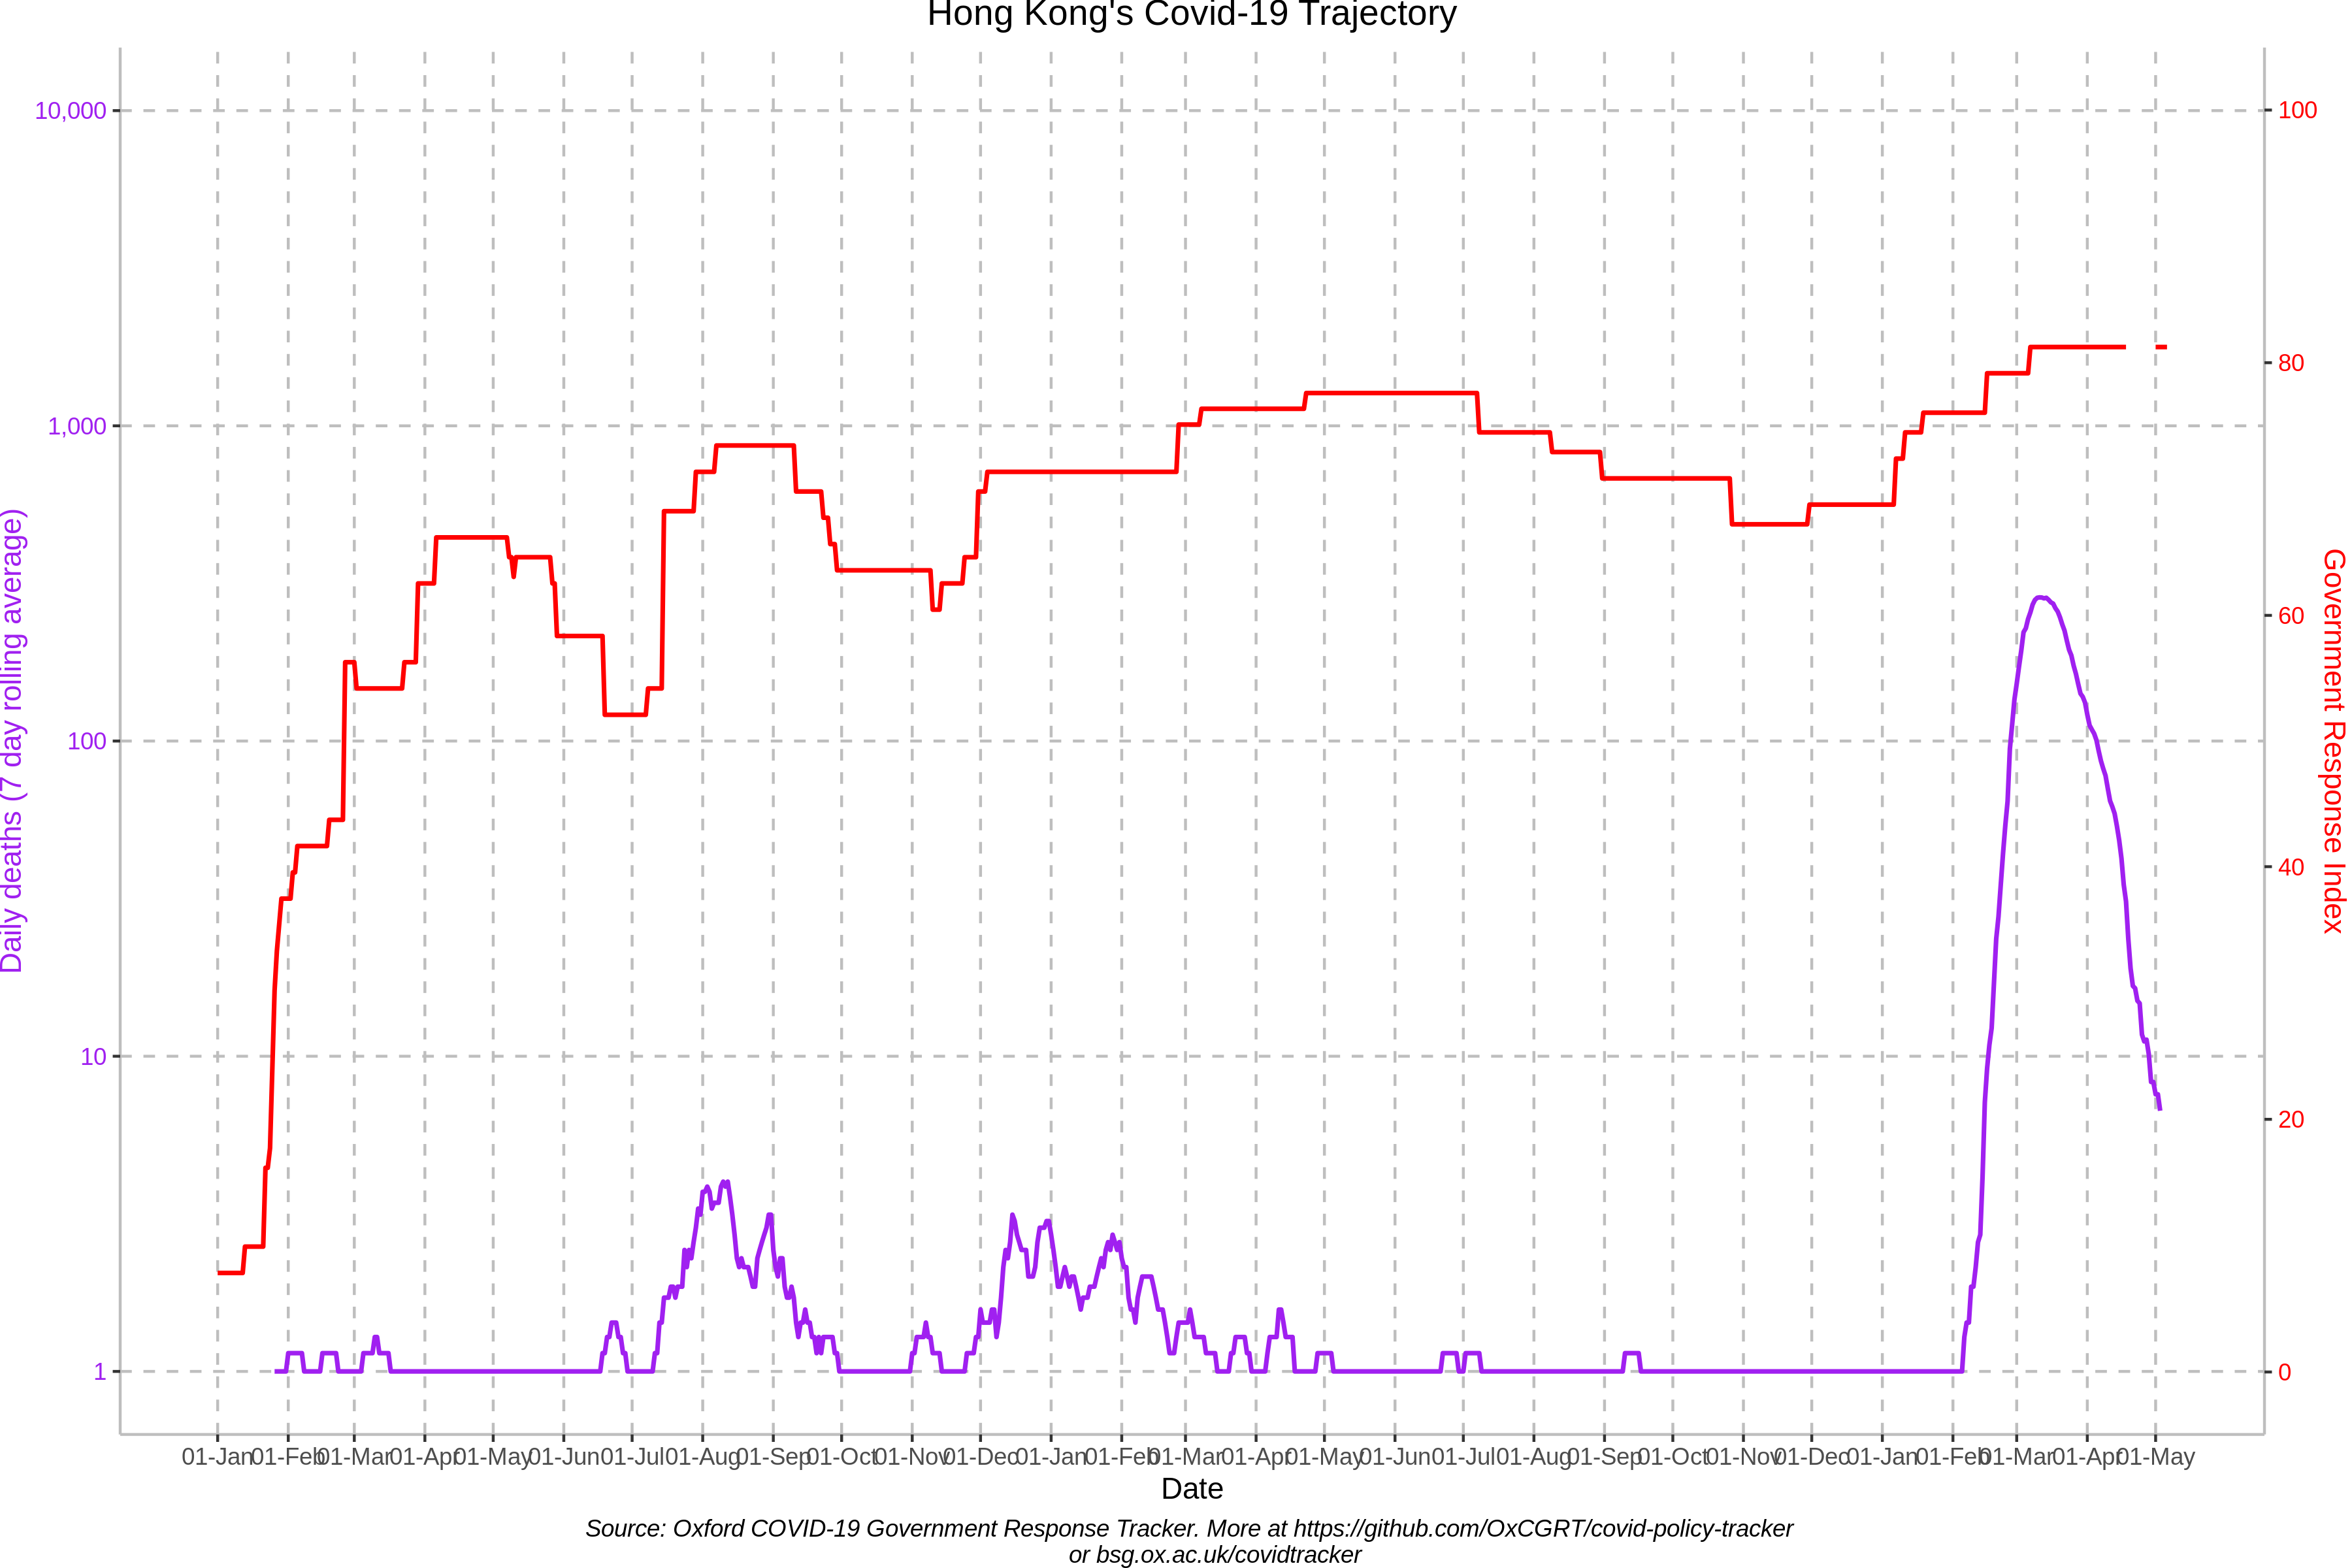 Hong Kong's Covid-19 Trajectory
10,000
1,000
100
10
1
Daily deaths (7 day rolling average)
100
80
60
40
20
0
Government Response Index
01-Jan 01-Feb 01-Mar 01-Apr 01-May 01-Jun 01-Jul 01-Aug 01-Sep 01-Oct 01-Nov 01-Dec 01-Jan 01-Feb 01-Mar 01-Apr 01-May 01-Jun 01-Jul 01-Aug 01-Sep 01-Oct 01-Nov 01-Dec 01-Jan 01-Feb 01-Mar 01-Apr 01-May
Date
Source: Oxford COVID-19 Government Response Tracker. More at https://github.com/OxCGRT/covid-policy-tracker
or bsg.ox.ac.uk/covidtracker